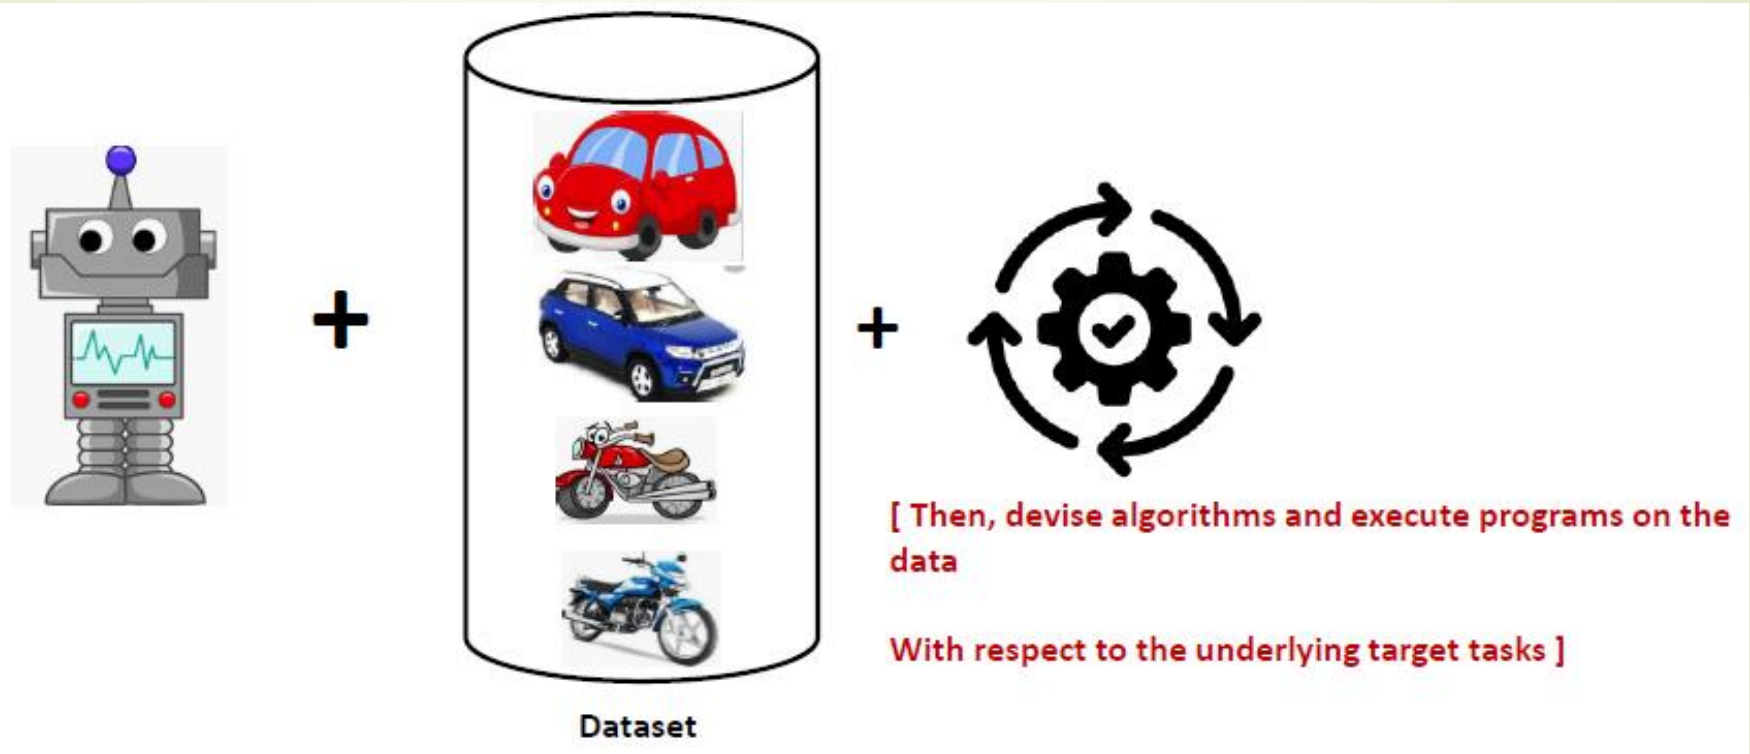 [ Then, devise algorithms and execute programs on the
data
With respect to the underlying target tasks ]
Dataset